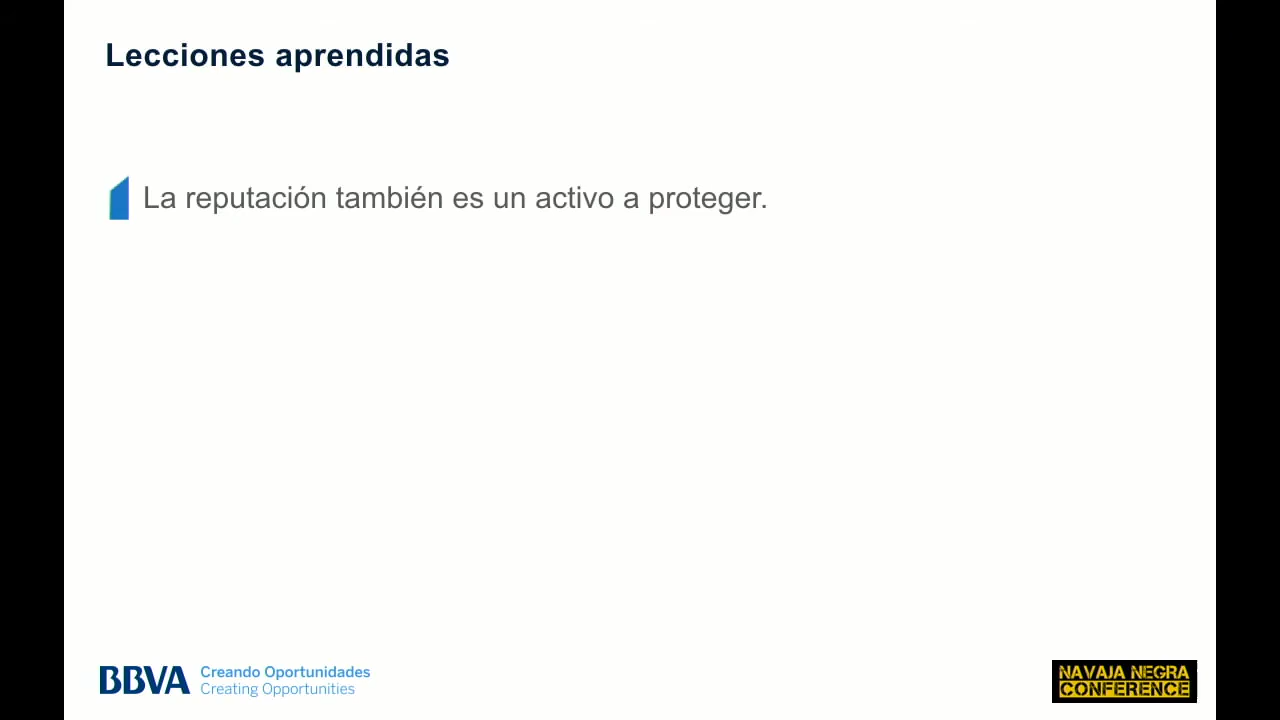 Lecciones aprendidas
La reputación también es un activo a proteger.
BBVA
Creando Oportunidades
Creating Opportunities
NAVAJA NEGRA
CONFERENCE